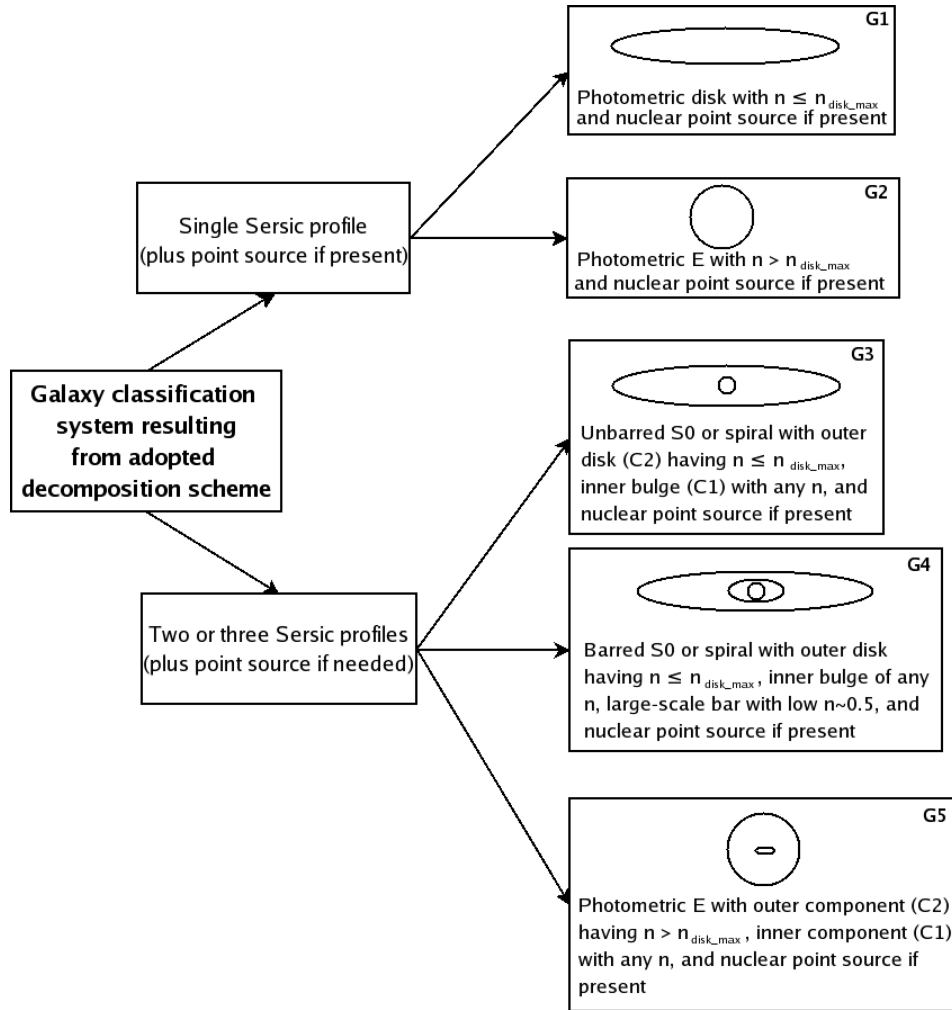 G1
Photometric disk with n ≤ n disk_max
and nuclear point source if present
G2
Photometric E with n > n disk_max
and nuclear point source if present
Single Sersic profile
(plus point source if present)
Galaxy classification
system resulting
from adopted
decomposition scheme
G3
Unbarred S0 or spiral with outer
disk (C2) having n ≤ n disk_max,
inner bulge (C1) with any n, and
nuclear point source if present
Two or three Sersic profiles
(plus point source if needed)
G4
Barred S0 or spiral with outer disk
having n ≤ n disk_max, inner bulge of any
n, large-scale bar with low n~0.5, and
nuclear point source if present
G5
Photometric E with outer component (C2)
having n > n disk_max, inner component (C1)
with any n, and nuclear point source if
present